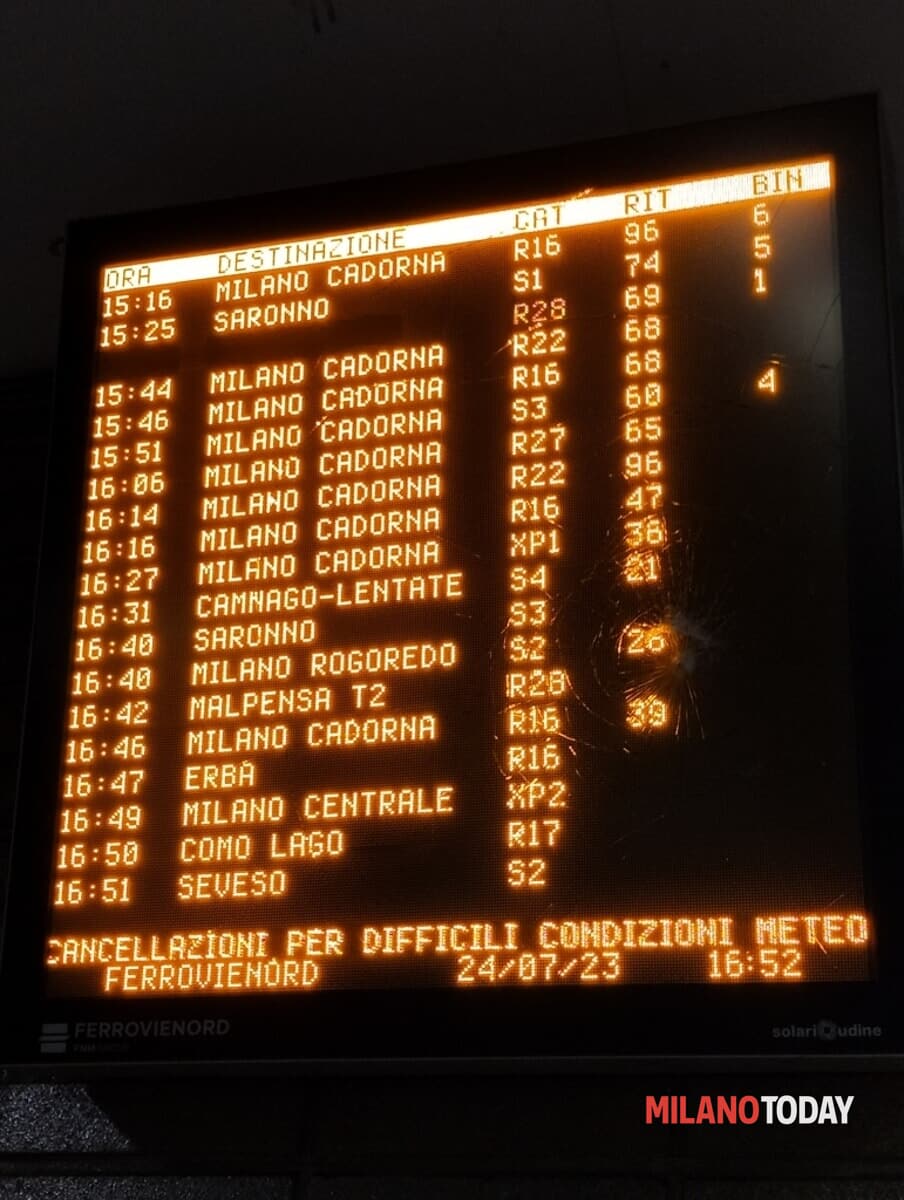 ORA DESTINAZIONE CAT RIT BIN
15:16 MILANO CADORNA R16 96 6
15:25 SARONNO S1 74 5
R28 69 1
15:44 MILANO CADORNA R22 68
15:46 MILANO CADORNA R16 68
15:51 MILANO CADORNA S3 60 4
16:06 MILANO CADORNA R27 65
16:14 MILANO CADORNA R22 96
16:16 MILANO CADORNA R16 47
16:27 MILANO CADORNA XP1 38
16:31 CAMNAGO-LENTATE S4 21
16:40 SARONNO S3
16:40 MILANO ROGOREDO S2 26
16:42 MALPENSA T2 R28
16:46 MILANO CADORNA R16 39
16:47 ERBA R16
16:49 MILANO CENTRALE XP2
16:50 COMO LAGO R17
16:51 SEVESO S2
CANCELLAZIONI PER DIFFICILI CONDIZIONI METEO
FERROVIENORD 24/07/23 16:52
FERROVIENORD solari udine
MILANOTODAY